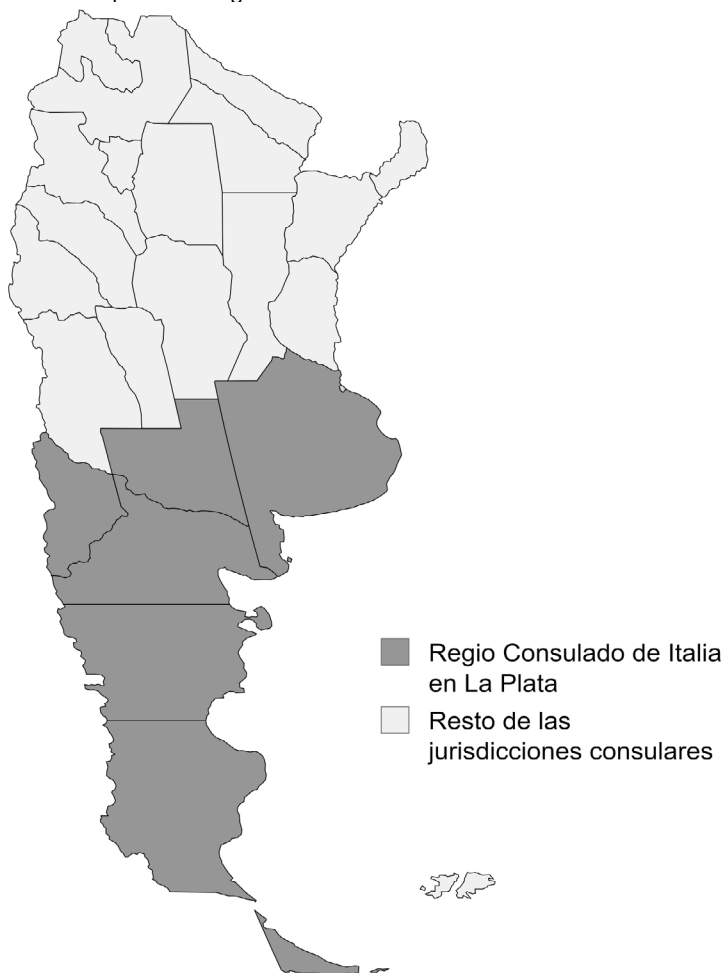 Regio Consulado de Italia
en La Plata
Resto de las
jurisdicciones consulares